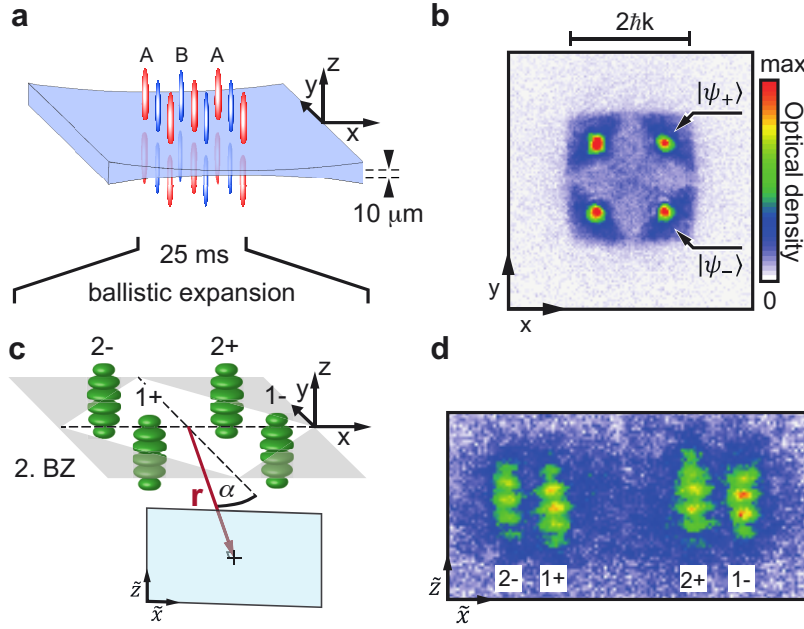 a
A B A
z
y
x
10 μm
25 ms
ballistic expansion
b
2ħk
max
|ψ₊⟩
|ψ₋⟩
Optical density
0
y
x
c
2- 2+
1+ 1-
z
y
x
2. BZ
r
α
z̃
x̃
d
2- 1+ 2+ 1-
z̃
x̃